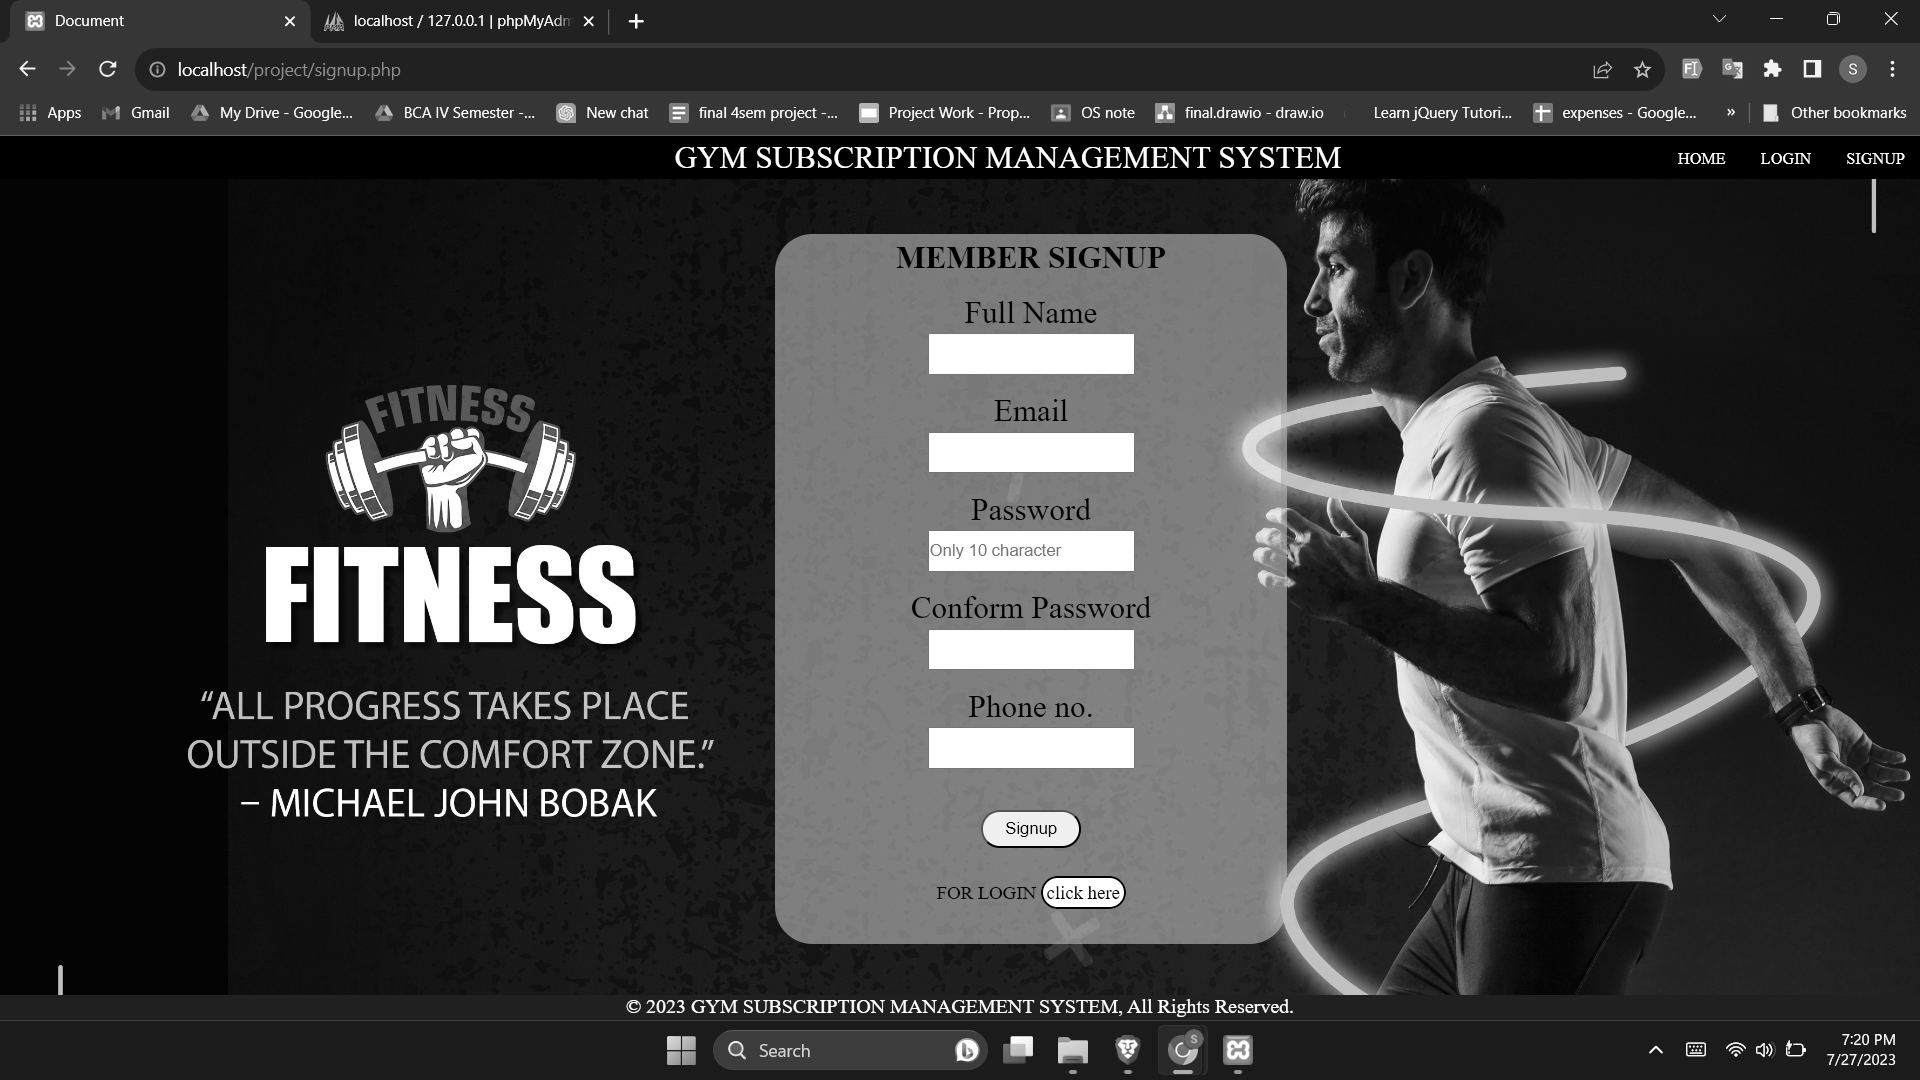 Document
localhost / 127.0.0.1 | phpMyAdm
localhost/project/signup.php
S
Apps
Gmail
My Drive - Google...
BCA IV Semester -...
New chat
final 4sem project -...
Project Work - Prop...
OS note
final.drawio - draw.io
Learn jQuery Tutori...
expenses - Google...
»
Other bookmarks
GYM SUBSCRIPTION MANAGEMENT SYSTEM
HOME
LOGIN
SIGNUP
FITNESS
FITNESS
“ALL PROGRESS TAKES PLACE
OUTSIDE THE COMFORT ZONE.”
– MICHAEL JOHN BOBAK
MEMBER SIGNUP
Full Name
Email
Password
Only 10 character
Conform Password
Phone no.
Signup
FOR LOGIN click here
© 2023 GYM SUBSCRIPTION MANAGEMENT SYSTEM, All Rights Reserved.
Search
S
7:20 PM
7/27/2023